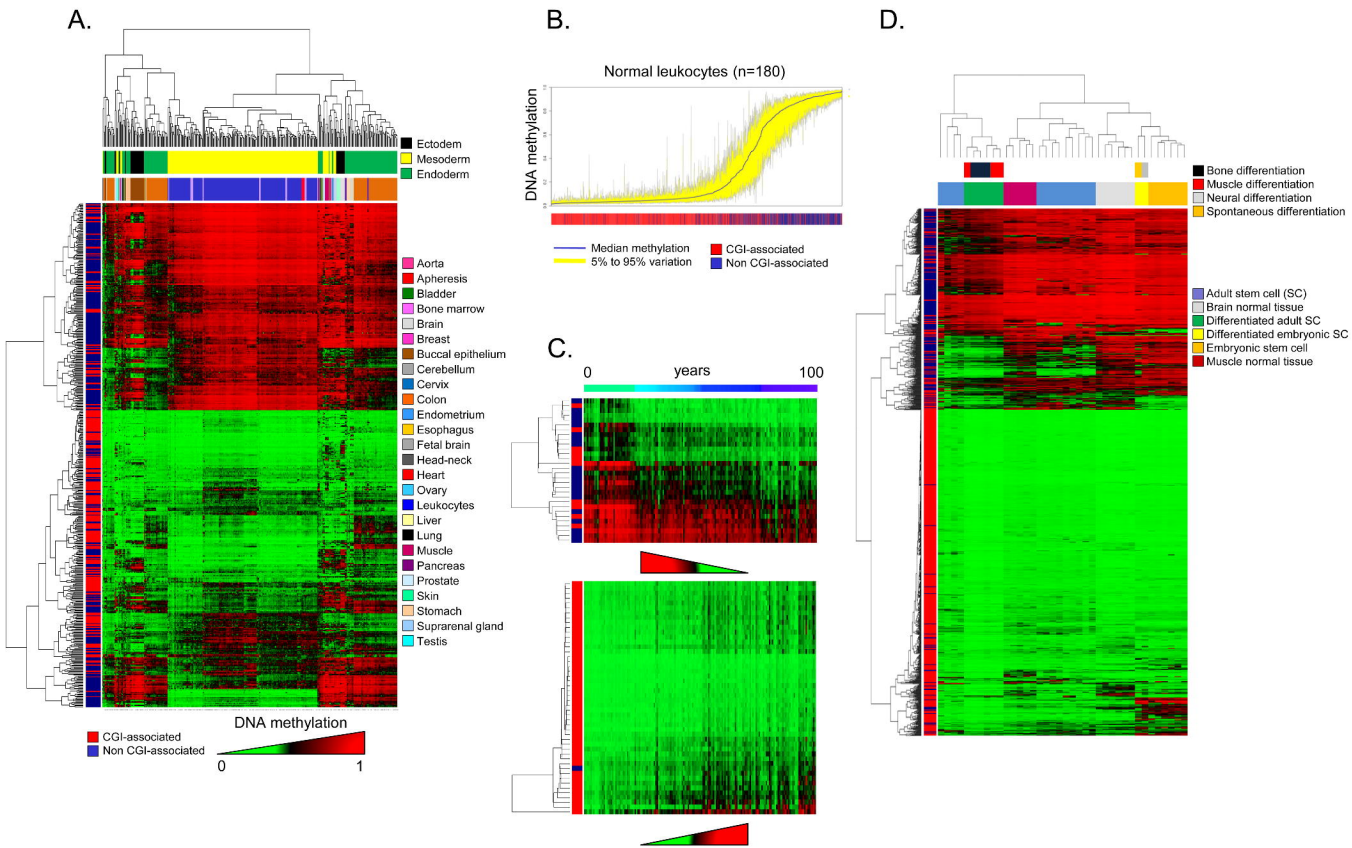 A.
Ectoderm
Mesoderm
Endoderm
Aorta
Apheresis
Bladder
Bone marrow
Brain
Breast
Buccal epithelium
Cerebellum
Cervix
Colon
Endometrium
Esophagus
Fetal brain
Head-neck
Heart
Ovary
Leukocytes
Liver
Lung
Muscle
Pancreas
Prostate
Skin
Stomach
Suprarenal gland
Testis
DNA methylation
CGI-associated
Non CGI-associated
0 1
B.
Normal leukocytes (n=180)
DNA methylation
Median methylation
5% to 95% variation
CGI-associated
Non CGI-associated
C.
0 years 100
D.
Bone differentiation
Muscle differentiation
Neural differentiation
Spontaneous differentiation
Adult stem cell (SC)
Brain normal tissue
Differentiated adult SC
Differentiated embryonic SC
Embryonic stem cell
Muscle normal tissue